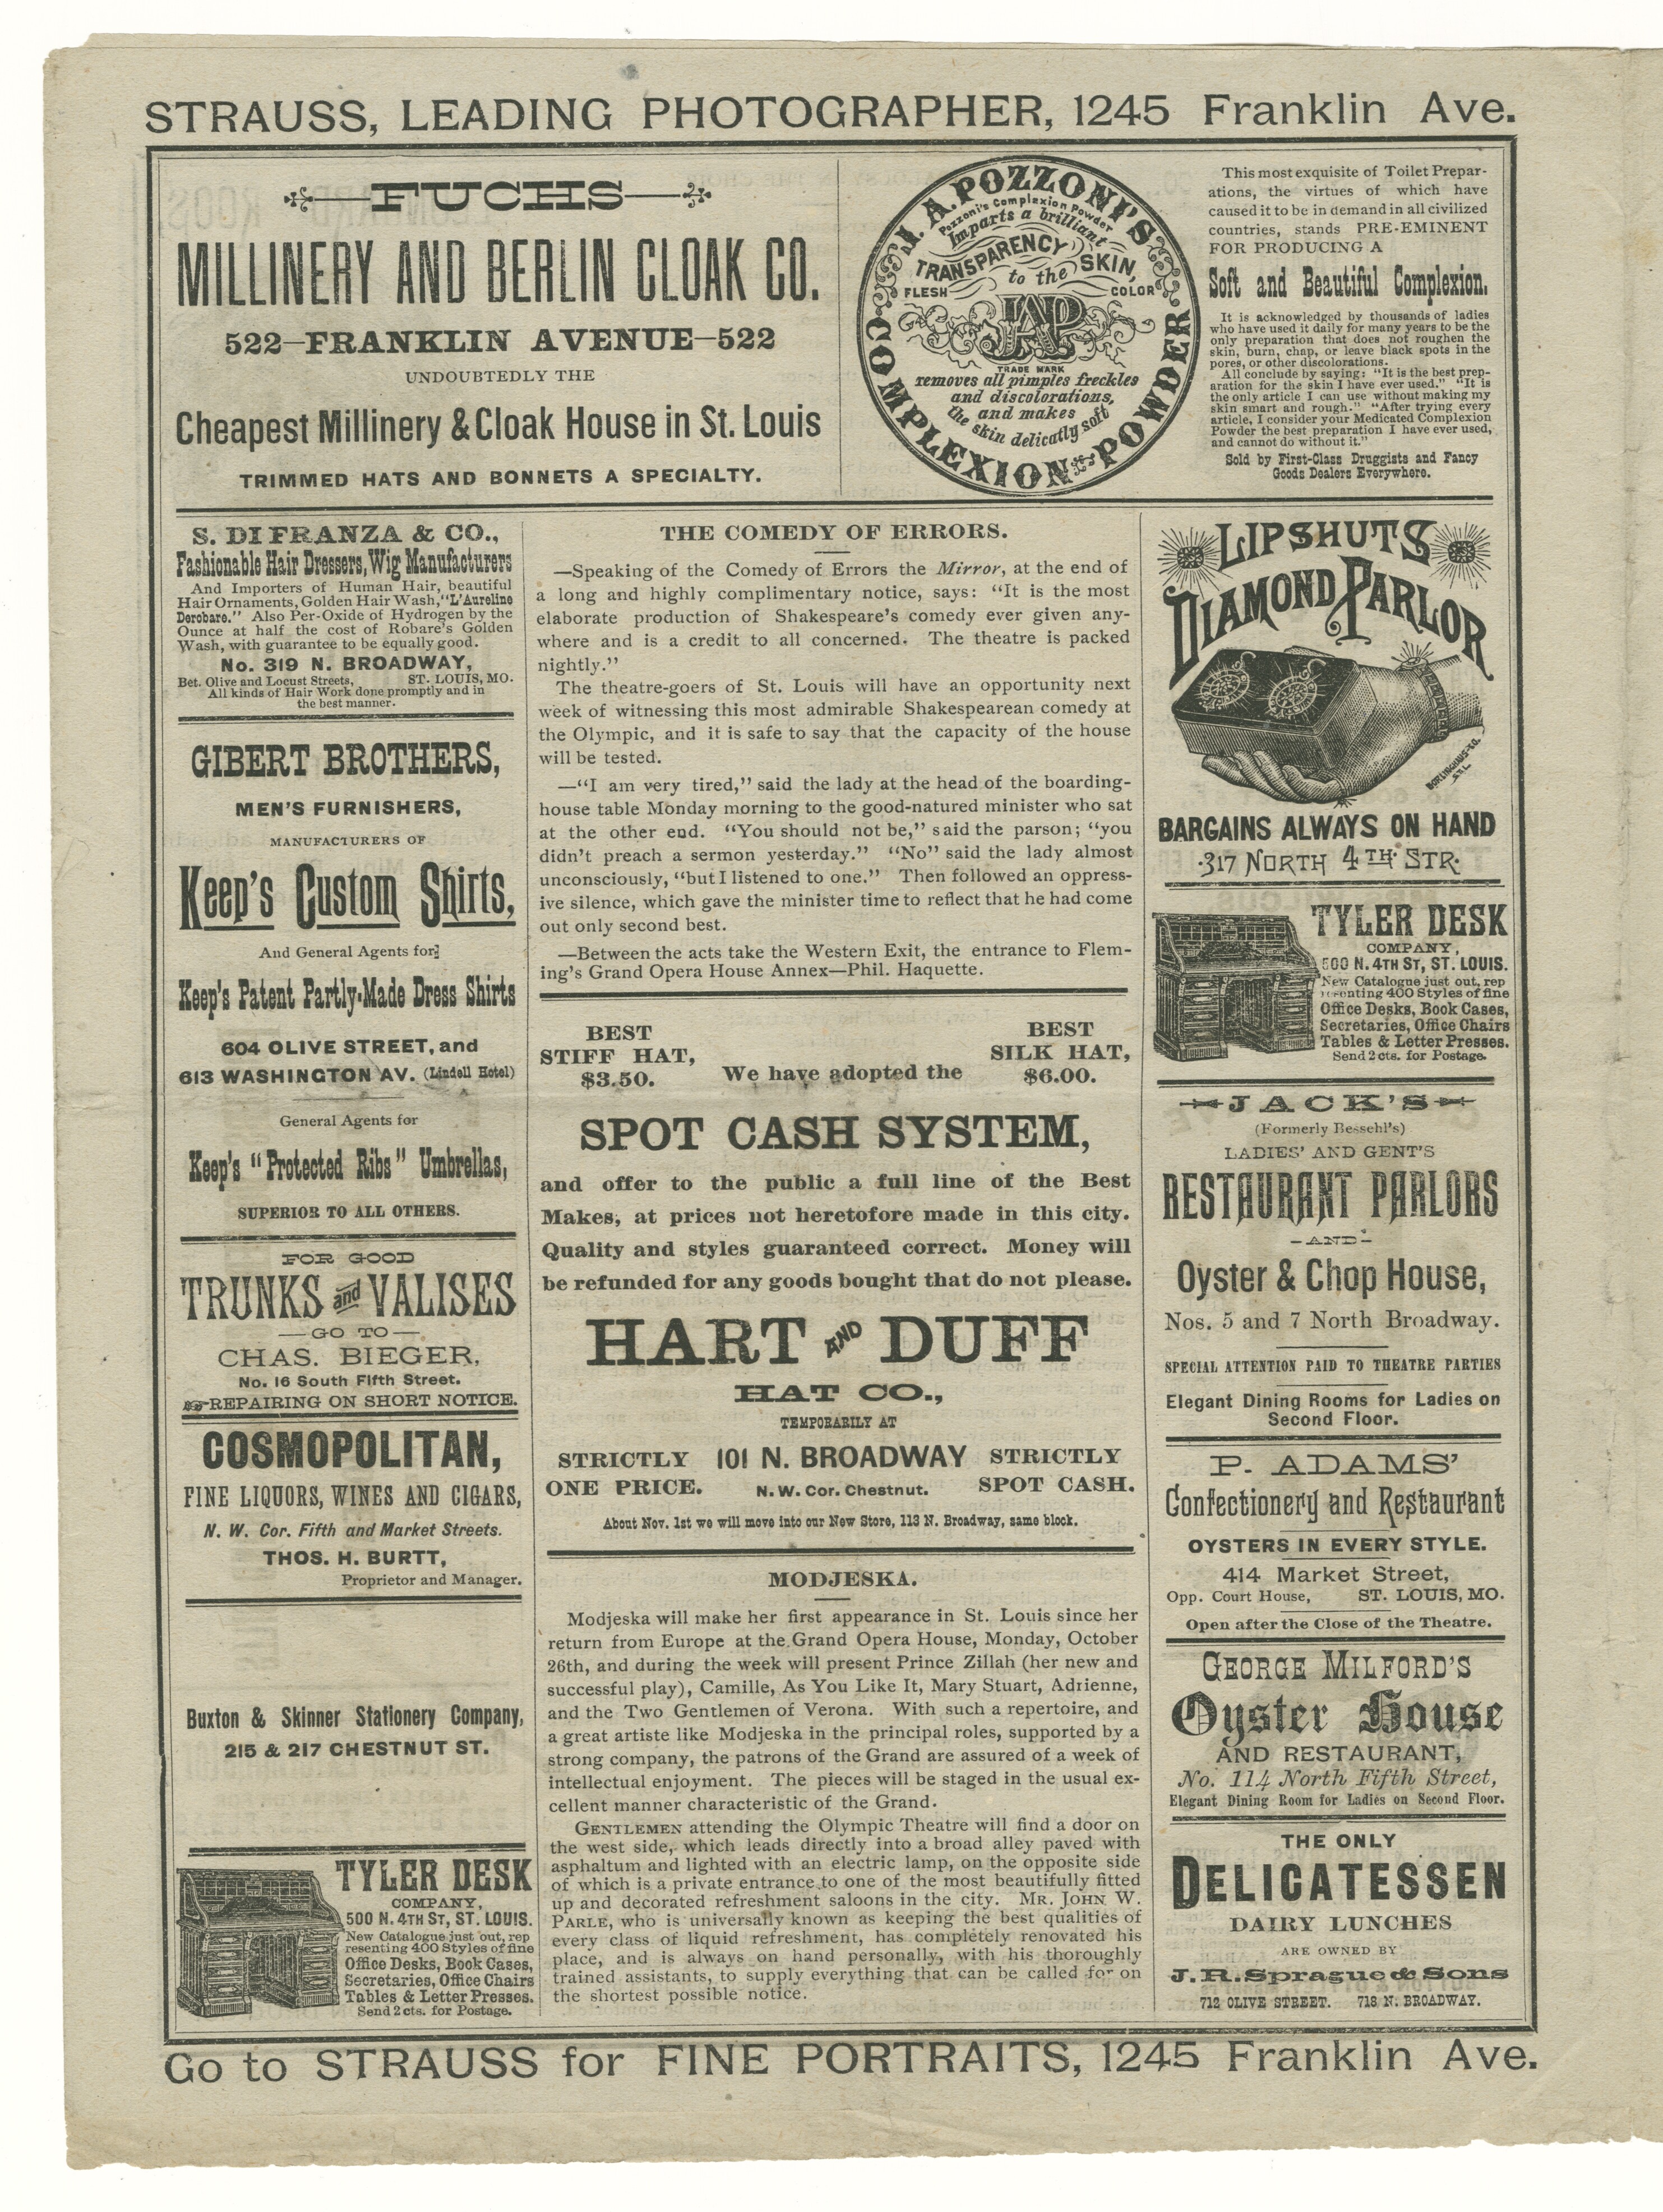 STRAUSS, LEADING PHOTOGRAPHER, 1245 Franklin Ave.
FUCHS
MILLINERY AND BERLIN CLOAK CO.
522—FRANKLIN AVENUE—522
UNDOUBTEDLY THE
Cheapest Millinery & Cloak House in St. Louis
TRIMMED HATS AND BONNETS A SPECIALTY.
J. A. POZZONI'S
Pozzoni's Complexion Powder
Imparts a brilliant
TRANSPARENCY
to the SKIN,
FLESH COLOR
JAP
TRADE MARK
removes all pimples freckles
and discolorations,
and makes
the skin delicatly soft
COMPLEXION POWDER
This most exquisite of Toilet Prepar-
ations, the virtues of which have
caused it to be in demand in all civilized
countries, stands PRE-EMINENT
FOR PRODUCING A
Soft and Beautiful Complexion.
It is acknowledged by thousands of ladies
who have used it daily for many years to be the
only preparation that does not roughen the
skin, burn, chap, or leave black spots in the
pores, or other discolorations.
All conclude by saying: "It is the best prep-
aration for the skin I have ever used." "It is
the only article I can use without making my
skin smart and rough." "After trying every
article, I consider your Medicated Complexion
Powder the best preparation I have ever used,
and cannot do without it."
Sold by First-Class Druggists and Fancy
Goods Dealers Everywhere.
S. DI FRANZA & CO.,
Fashionable Hair Dressers, Wig Manufacturers
And Importers of Human Hair, beautiful
Hair Ornaments, Golden Hair Wash, "L'Aureline
Derobare." Also Per-Oxide of Hydrogen by the
Ounce at half the cost of Robare's Golden
Wash, with guarantee to be equally good.
No. 319 N. BROADWAY,
Bet. Olive and Locust Streets, ST. LOUIS, MO.
All kinds of Hair Work done promptly and in
the best manner.
GIBERT BROTHERS,
MEN'S FURNISHERS,
MANUFACTURERS OF
Keep's Custom Shirts,
And General Agents for]
Keep's Patent Partly-Made Dress Shirts
604 OLIVE STREET, and
613 WASHINGTON AV. (Lindell Hotel)
General Agents for
Keep's "Protected Ribs" Umbrellas,
SUPERIOR TO ALL OTHERS.
FOR GOOD
TRUNKS and VALISES
—GO TO—
CHAS. BIEGER,
No. 16 South Fifth Street.
REPAIRING ON SHORT NOTICE.
COSMOPOLITAN,
FINE LIQUORS, WINES AND CIGARS,
N. W. Cor. Fifth and Market Streets.
THOS. H. BURTT,
Proprietor and Manager.
Buxton & Skinner Stationery Company,
215 & 217 CHESTNUT ST.
TYLER DESK
COMPANY,
500 N. 4TH ST, ST. LOUIS.
New Catalogue just out, rep
resenting 400 Styles of fine
Office Desks, Book Cases,
Secretaries, Office Chairs
Tables & Letter Presses.
Send 2 cts. for Postage.
THE COMEDY OF ERRORS.
—Speaking of the Comedy of Errors the Mirror, at the end of
a long and highly complimentary notice, says: "It is the most
elaborate production of Shakespeare's comedy ever given any-
where and is a credit to all concerned. The theatre is packed
nightly."
The theatre-goers of St. Louis will have an opportunity next
week of witnessing this most admirable Shakespearean comedy at
the Olympic, and it is safe to say that the capacity of the house
will be tested.
—"I am very tired," said the lady at the head of the boarding-
house table Monday morning to the good-natured minister who sat
at the other end. "You should not be," said the parson; "you
didn't preach a sermon yesterday." "No" said the lady almost
unconsciously, "but I listened to one." Then followed an oppress-
ive silence, which gave the minister time to reflect that he had come
out only second best.
—Between the acts take the Western Exit, the entrance to Flem-
ing's Grand Opera House Annex—Phil. Haquette.
BEST
STIFF HAT,
$3.50.
We have adopted the
BEST
SILK HAT,
$6.00.
SPOT CASH SYSTEM,
and offer to the public a full line of the Best
Makes, at prices not heretofore made in this city.
Quality and styles guaranteed correct. Money will
be refunded for any goods bought that do not please.
HART AND DUFF
HAT CO.,
TEMPORARILY AT
STRICTLY 101 N. BROADWAY STRICTLY
ONE PRICE. N. W. Cor. Chestnut. SPOT CASH.
About Nov. 1st we will move into our New Store, 113 N. Broadway, same block.
MODJESKA.
Modjeska will make her first appearance in St. Louis since her
return from Europe at the Grand Opera House, Monday, October
26th, and during the week will present Prince Zillah (her new and
successful play), Camille, As You Like It, Mary Stuart, Adrienne,
and the Two Gentlemen of Verona. With such a repertoire, and
a great artiste like Modjeska in the principal roles, supported by a
strong company, the patrons of the Grand are assured of a week of
intellectual enjoyment. The pieces will be staged in the usual ex-
cellent manner characteristic of the Grand.
GENTLEMEN attending the Olympic Theatre will find a door on
the west side, which leads directly into a broad alley paved with
asphaltum and lighted with an electric lamp, on the opposite side
of which is a private entrance to one of the most beautifully fitted
up and decorated refreshment saloons in the city. MR. JOHN W.
PARLE, who is universally known as keeping the best qualities of
every class of liquid refreshment, has completely renovated his
place, and is always on hand personally, with his thoroughly
trained assistants, to supply everything that can be called for on
the shortest possible notice.
LIPSHUTS
DIAMOND PARLOR
BARGAINS ALWAYS ON HAND
317 NORTH 4TH STR.
TYLER DESK
COMPANY,
500 N. 4TH ST, ST. LOUIS.
New Catalogue just out, rep
resenting 400 Styles of fine
Office Desks, Book Cases,
Secretaries, Office Chairs
Tables & Letter Presses.
Send 2 cts. for Postage.
JACK'S
(Formerly Bessehl's)
LADIES' AND GENT'S
RESTAURANT PARLORS
—AND—
Oyster & Chop House,
Nos. 5 and 7 North Broadway.
SPECIAL ATTENTION PAID TO THEATRE PARTIES
Elegant Dining Rooms for Ladies on
Second Floor.
P. ADAMS'
Confectionery and Restaurant
OYSTERS IN EVERY STYLE.
414 Market Street,
Opp. Court House, ST. LOUIS, MO.
Open after the Close of the Theatre.
GEORGE MILFORD'S
Oyster House
AND RESTAURANT,
No. 114 North Fifth Street,
Elegant Dining Room for Ladies on Second Floor.
THE ONLY
DELICATESSEN
DAIRY LUNCHES
ARE OWNED BY
J. R. Sprague & Sons
712 OLIVE STREET. 718 N. BROADWAY.
Go to STRAUSS for FINE PORTRAITS, 1245 Franklin Ave.